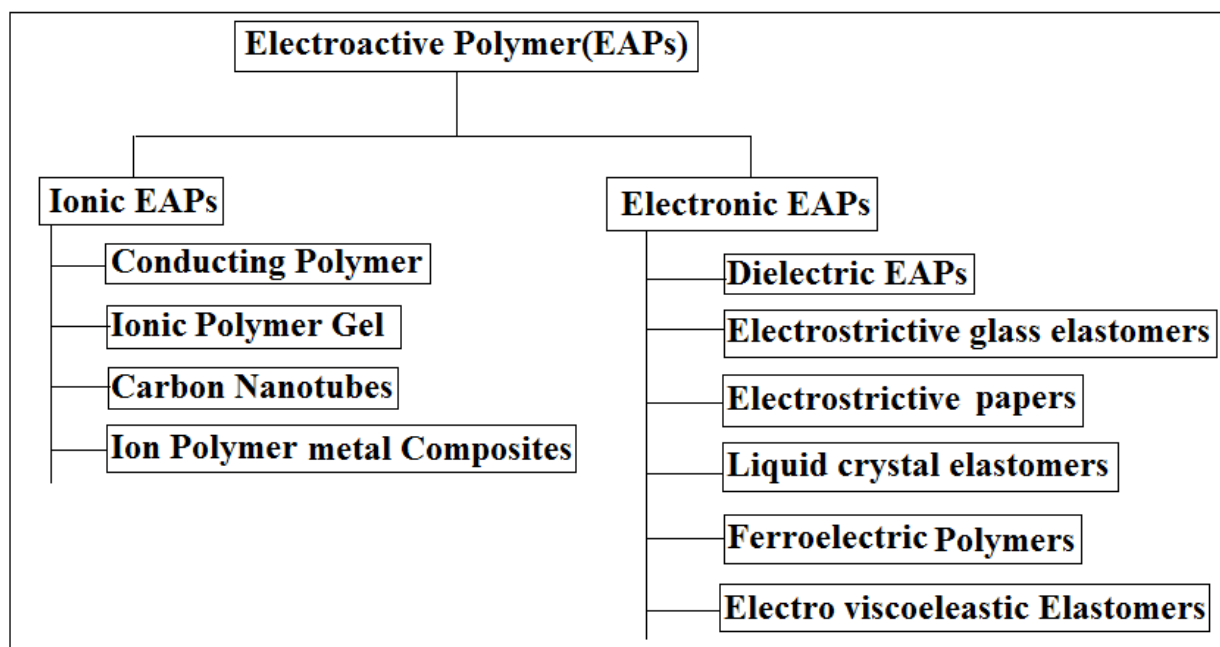 Electroactive Polymer(EAPs)
Ionic EAPs
Conducting Polymer
Ionic Polymer Gel
Carbon Nanotubes
Ion Polymer metal Composites
Electronic EAPs
Dielectric EAPs
Electrostrictive glass elastomers
Electrostrictive papers
Liquid crystal elastomers
Ferroelectric Polymers
Electro viscoeleastic Elastomers